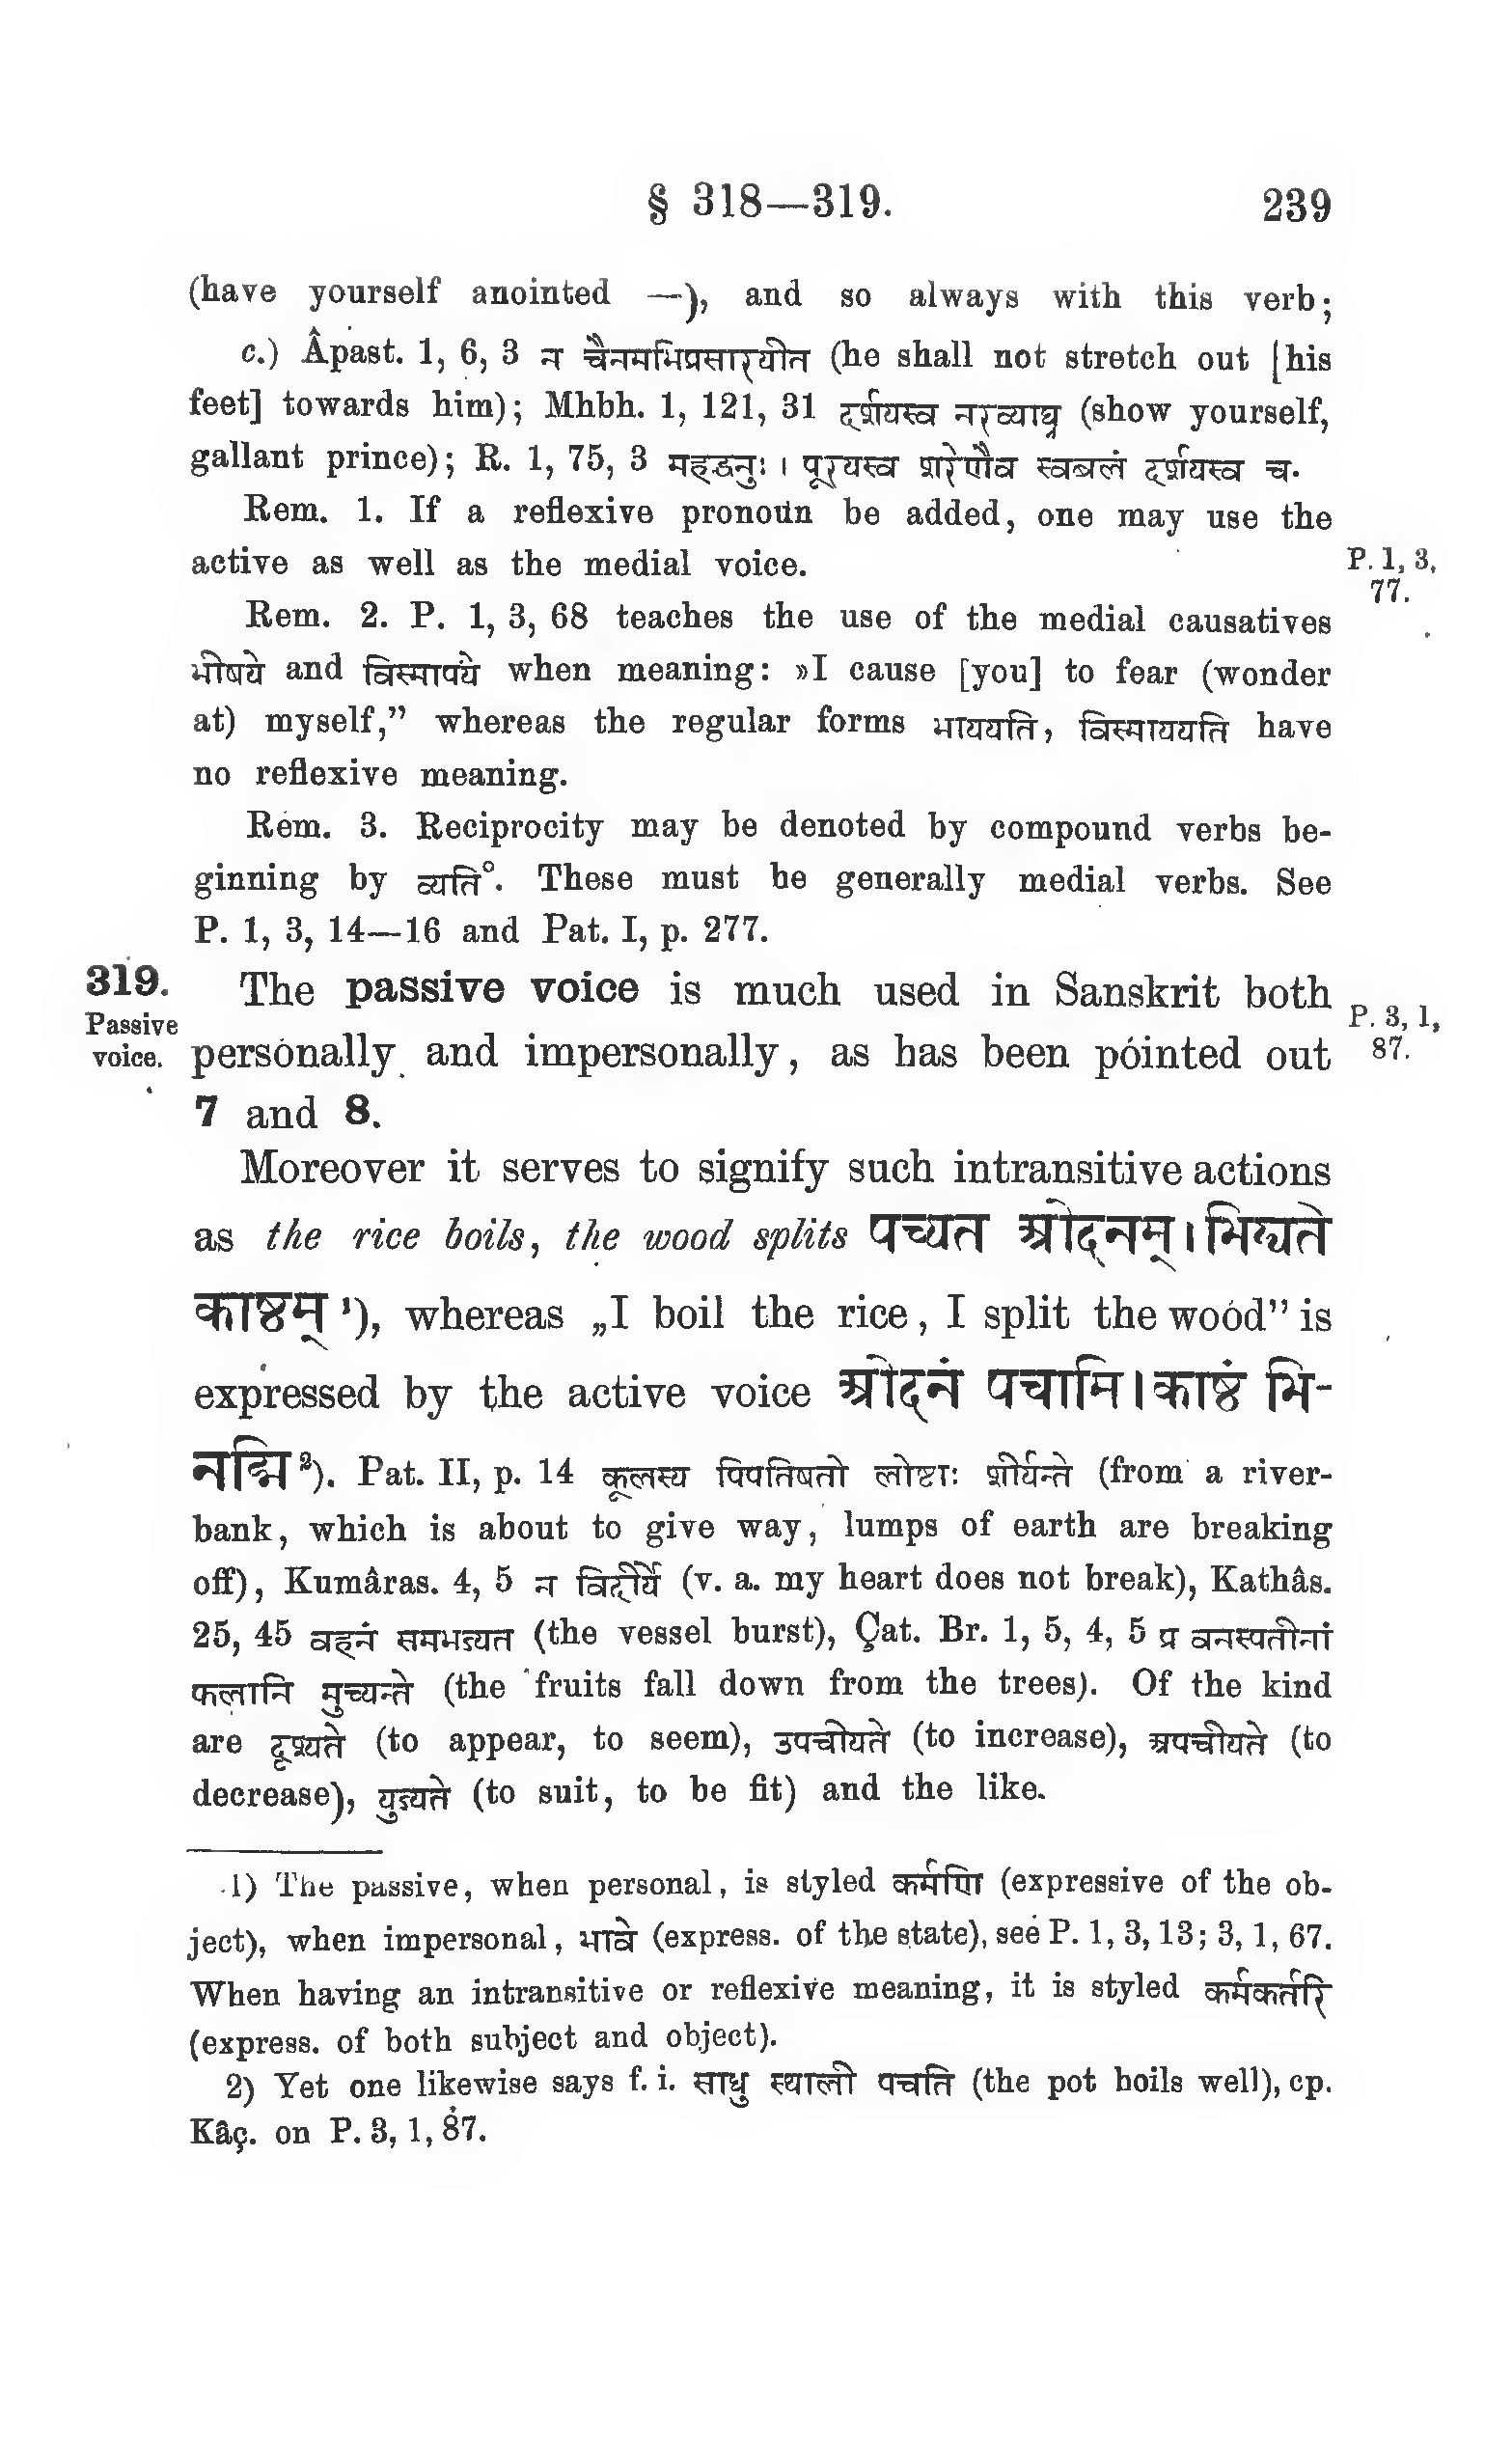 § 318—319. 239
(have yourself anointed —), and so always with this verb;
c.) Âpast. 1, 6, 3 न चैनमभिप्रसारयीत (he shall not stretch out [his
feet] towards him); Mhbh. 1, 121, 31 दर्शयस्व नरव्याघ्र (show yourself,
gallant prince); R. 1, 75, 3 महद्धनुः । पूरयस्व शरेणैव स्वबलं दर्शयस्व च.
Rem. 1. If a reflexive pronoun be added, one may use the
active as well as the medial voice.
P. 1, 3,
77.
Rem. 2. P. 1, 3, 68 teaches the use of the medial causatives
भीषये and विस्मापये when meaning: »I cause [you] to fear (wonder
at) myself,” whereas the regular forms भाययति, विस्माययति have
no reflexive meaning.
Rem. 3. Reciprocity may be denoted by compound verbs be-
ginning by व्यति°. These must be generally medial verbs. See
P. 1, 3, 14—16 and Pat. I, p. 277.
319. The passive voice is much used in Sanskrit both
Passive
voice.
P. 3, 1,
87.
personally and impersonally, as has been pointed out
7 and 8.
Moreover it serves to signify such intransitive actions
as the rice boils, the wood splits पच्यत ओदनम् । भिद्यते
काष्ठम् ¹), whereas „I boil the rice, I split the wood” is
expressed by the active voice ओदनं पचामि । काष्ठं भि-
नद्मि ²). Pat. II, p. 14 कूलस्य पिपतिषतो लोष्टाः शीर्यन्ते (from a river-
bank, which is about to give way, lumps of earth are breaking
off), Kumâras. 4, 5 न विदीर्ये (v. a. my heart does not break), Kathâs.
25, 45 वहनं समभज्यत (the vessel burst), Çat. Br. 1, 5, 4, 5 प्र वनस्पतीनां
फलानि मुच्यन्ते (the fruits fall down from the trees). Of the kind
are दृश्यते (to appear, to seem), उपचीयते (to increase), अपचीयते (to
decrease), युज्यते (to suit, to be fit) and the like.
1) The passive, when personal, is styled कर्मणि (expressive of the ob-
ject), when impersonal, भावे (express. of the state), see P. 1, 3, 13; 3, 1, 67.
When having an intransitive or reflexive meaning, it is styled कर्मकर्तरि
(express. of both subject and object).
2) Yet one likewise says f. i. साधु स्थाली पचति (the pot boils well), cp.
Kâç. on P. 3, 1, 87.